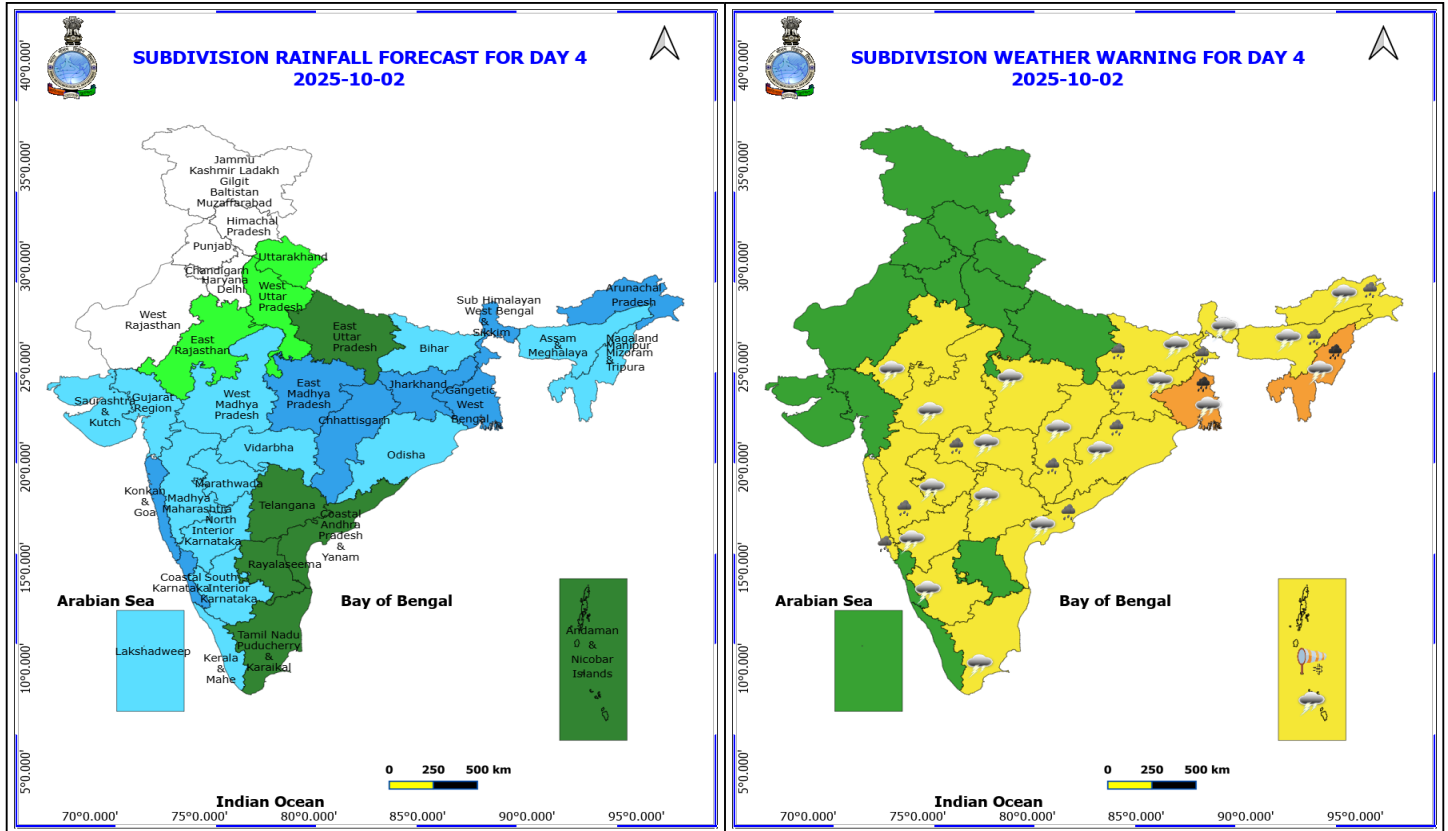 SUBDIVISION RAINFALL FORECAST FOR DAY 4
2025-10-02
40°0.000'
35°0.000'
30°0.000'
25°0.000'
20°0.000'
15°0.000'
10°0.000'
5°0.000'
Jammu
Kashmir Ladakh
Gilgit
Baltistan
Muzaffarabad
Himachal
Pradesh
Punjab
Uttarakhand
Chandigarh
Haryana
Delhi
West
Uttar
Pradesh
West
Rajasthan
East
Rajasthan
East
Uttar
Pradesh
Bihar
Sub Himalayan
West Bengal
&
Sikkim
Arunachal
Pradesh
Assam
&
Meghalaya
Nagaland
Manipur
Mizoram
&
Tripura
Saurashtra
&
Kutch
Gujarat
Region
West
Madhya
Pradesh
East
Madhya
Pradesh
Jharkhand
Gangetic
West
Bengal
Chhattisgarh
Vidarbha
Odisha
Konkan
&
Goa
Madhya
Maharashtra
Marathwada
Telangana
North
Interior
Karnataka
Coastal
Andhra
Pradesh
&
Yanam
Rayalaseema
Coastal
Karnataka
South
Interior
Karnataka
Arabian Sea
Bay of Bengal
Lakshadweep
Kerala
&
Mahe
Tamil Nadu
Puducherry
&
Karaikal
Andaman
&
Nicobar
Islands
0 250 500 km
Indian Ocean
70°0.000' 75°0.000' 80°0.000' 85°0.000' 90°0.000' 95°0.000'
SUBDIVISION WEATHER WARNING FOR DAY 4
2025-10-02
40°0.000'
35°0.000'
30°0.000'
25°0.000'
20°0.000'
15°0.000'
10°0.000'
5°0.000'
Arabian Sea
Bay of Bengal
0 250 500 km
Indian Ocean
70°0.000' 75°0.000' 80°0.000' 85°0.000' 90°0.000' 95°0.000'